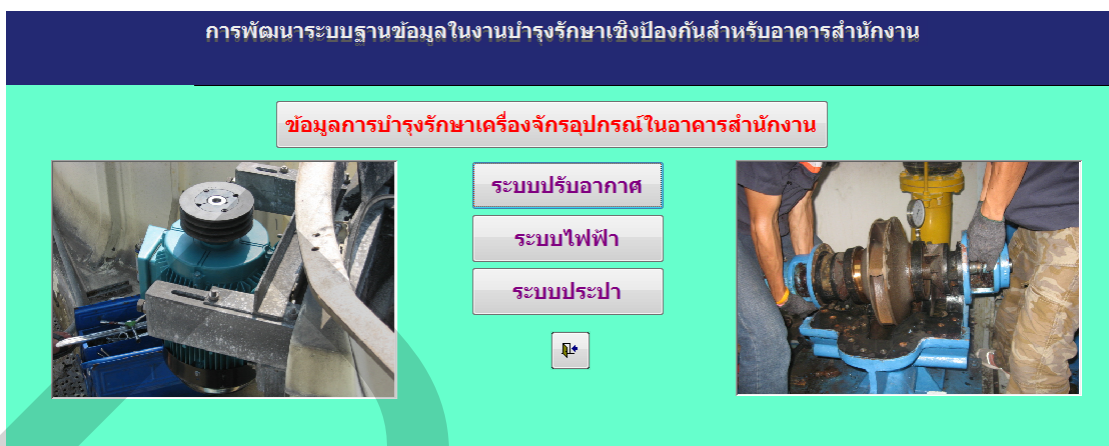 การพัฒนาระบบฐานข้อมูลในงานบำรุงรักษาเชิงป้องกันสำหรับอาคารสำนักงาน
ข้อมูลการบำรุงรักษาเครื่องจักรอุปกรณ์ในอาคารสำนักงาน
ระบบปรับอากาศ
ระบบไฟฟ้า
ระบบประปา